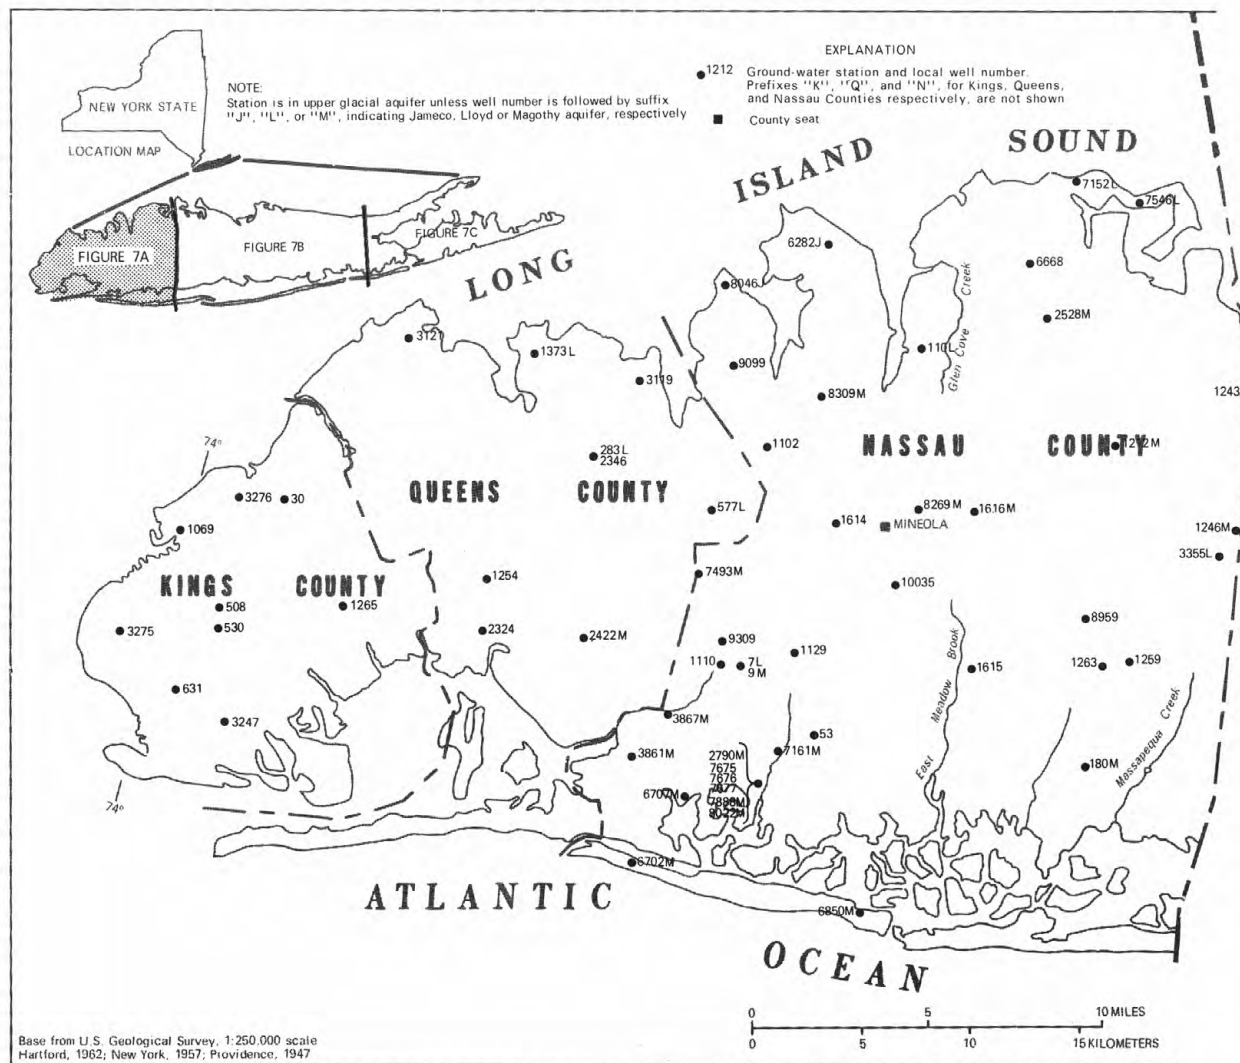 EXPLANATION
1212 Ground-water station and local well number.
Prefixes "K", "Q", and "N", for Kings, Queens,
and Nassau Counties respectively, are not shown
County seat
NOTE:
Station is in upper glacial aquifer unless well number is followed by suffix
"J", "L", or "M", indicating Jameco, Lloyd or Magothy aquifer, respectively
NEW YORK STATE
LOCATION MAP
FIGURE 7A
FIGURE 7B
FIGURE 7C
LONG
ISLAND
SOUND
7152L
7546L
6282J
6668
8046
2528M
3121
1373L
110L
Glen Cove Creek
9099
3119
8309M
1243
74°
1102
NASSAU
COUNTY
1272M
283L
2346
QUEENS
COUNTY
3276
30
577L
8269M
1616M
1614
MINEOLA
1069
1246M
3355L
1254
7493M
KINGS
COUNTY
10035
508
1265
530
8959
3275
2324
2422M
9309
1129
1110
7L
9M
1615
1263
1259
East Meadow Brook
631
3247
3867M
53
7161M
3861M
2790M
7675
7676
7677
7888M
8022M
180M
Massapequa Creek
6707M
74°
6702M
ATLANTIC
6850M
OCEAN
0 5 10 MILES
0 5 10 15 KILOMETERS
Base from U.S. Geological Survey, 1:250,000 scale
Hartford, 1962; New York, 1957; Providence, 1947